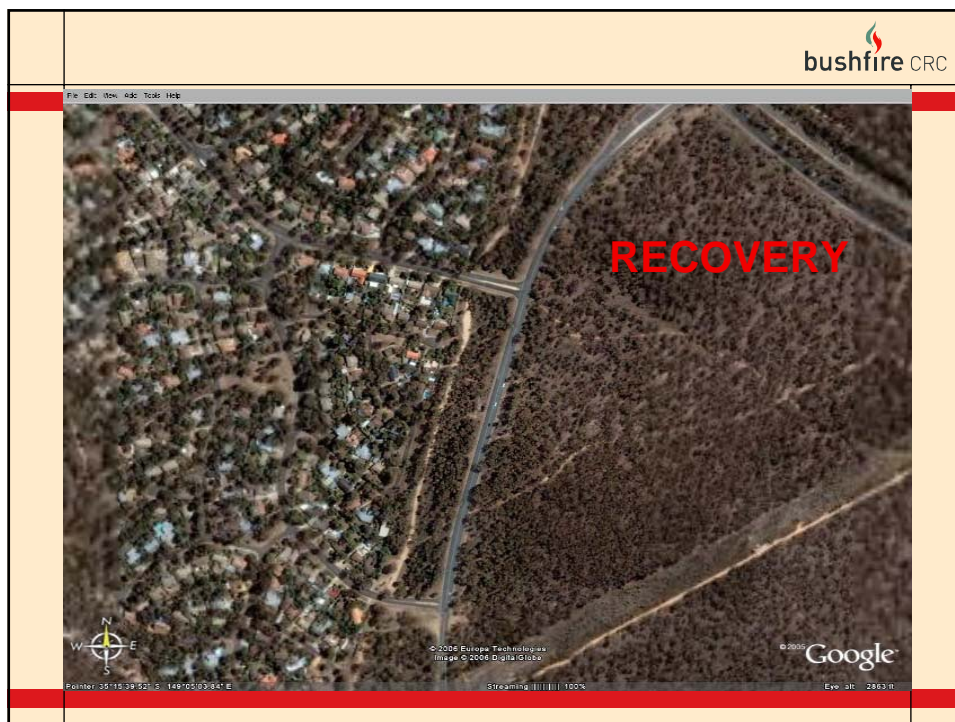 bushfire CRC
File Edit View Add Tools Help
RECOVERY
N
W E
S
© 2006 Europa Technologies
Image © 2006 DigitalGlobe
©2005 Google
Pointer 35°15'39.52" S 149°05'03.84" E Streaming ||||||||| 100% Eye alt 2863 ft